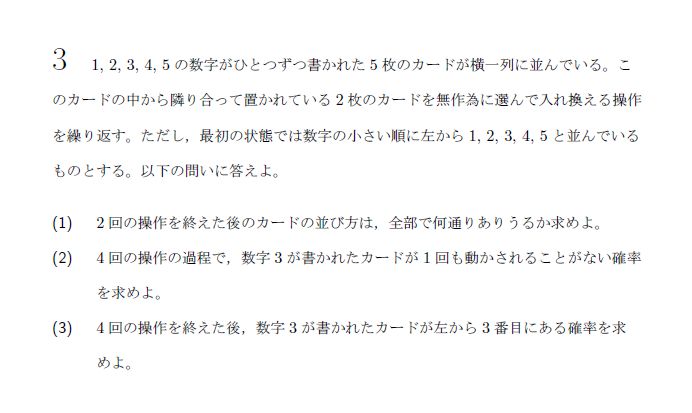 3 1, 2, 3, 4, 5 の数字がひとつずつ書かれた 5 枚のカードが横一列に並んでいる。こ
のカードの中から隣り合って置かれている 2 枚のカードを無作為に選んで入れ換える操作
を繰り返す。ただし，最初の状態では数字の小さい順に左から 1, 2, 3, 4, 5 と並んでいる
ものとする。以下の問いに答えよ。
(1) 2 回の操作を終えた後のカードの並び方は，全部で何通りありうるか求めよ。
(2) 4 回の操作の過程で，数字 3 が書かれたカードが 1 回も動かされることがない確率
を求めよ。
(3) 4 回の操作を終えた後，数字 3 が書かれたカードが左から 3 番目にある確率を求
めよ。